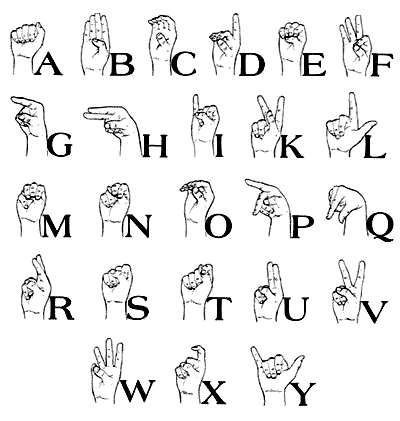 A B C D E F
G H I K L
M N O P Q
R S T U V
W X Y